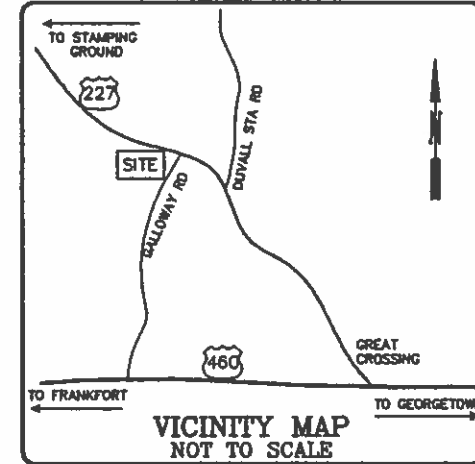 TO STAMPING
GROUND
227
DUVALL STA RD
N
SITE
GALLOWAY RD
GREAT
CROSSING
460
TO FRANKFORT
TO GEORGETOW
VICINITY MAP
NOT TO SCALE